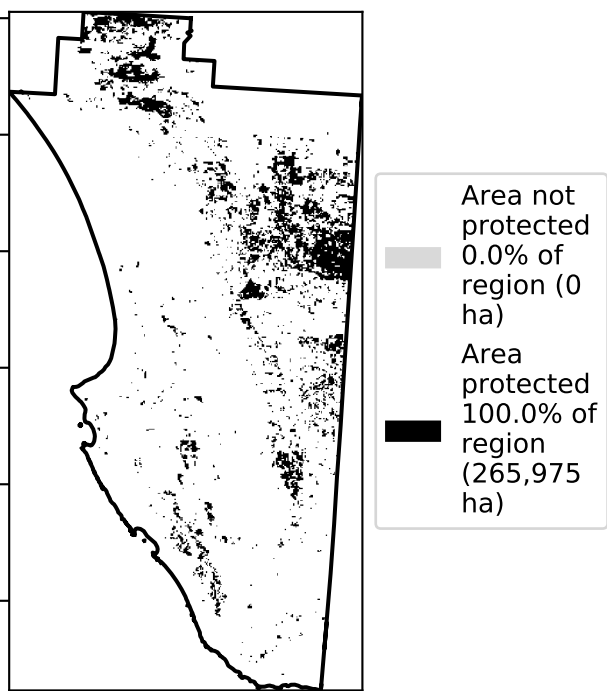 Area not
protected
0.0% of
region (0
ha)
Area
protected
100.0% of
region
(265,975
ha)